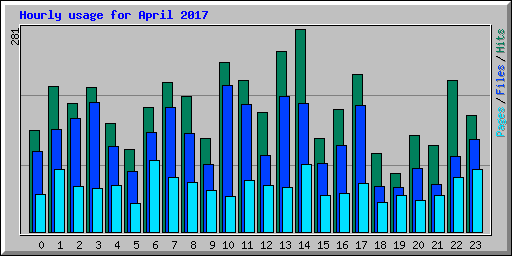 Hourly usage for April 2017
281
Pages / Files / Hits
0 1 2 3 4 5 6 7 8 9 10 11 12 13 14 15 16 17 18 19 20 21 22 23